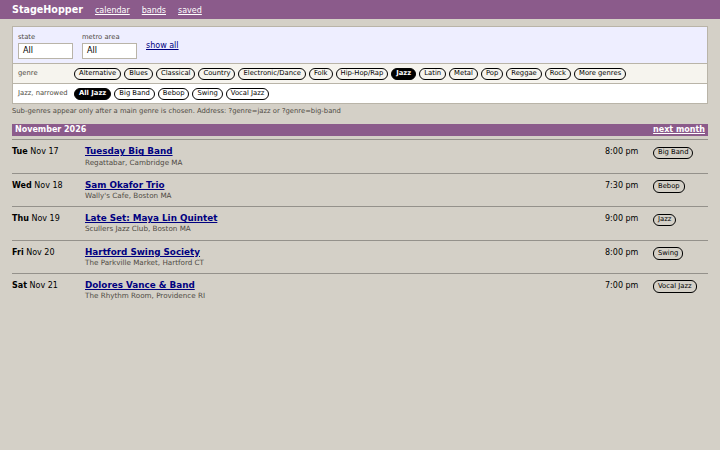 StageHopper calendar bands saved
state metro area
All All show all
genre Alternative Blues Classical Country Electronic/Dance Folk Hip-Hop/Rap Jazz Latin Metal Pop Reggae Rock More genres
Jazz, narrowed All Jazz Big Band Bebop Swing Vocal Jazz
Sub-genres appear only after a main genre is chosen. Address: ?genre=jazz or ?genre=big-band
November 2026 next month
Tue Nov 17 Tuesday Big Band 8:00 pm Big Band
Regattabar, Cambridge MA
Wed Nov 18 Sam Okafor Trio 7:30 pm Bebop
Wally's Cafe, Boston MA
Thu Nov 19 Late Set: Maya Lin Quintet 9:00 pm Jazz
Scullers Jazz Club, Boston MA
Fri Nov 20 Hartford Swing Society 8:00 pm Swing
The Parkville Market, Hartford CT
Sat Nov 21 Dolores Vance & Band 7:00 pm Vocal Jazz
The Rhythm Room, Providence RI